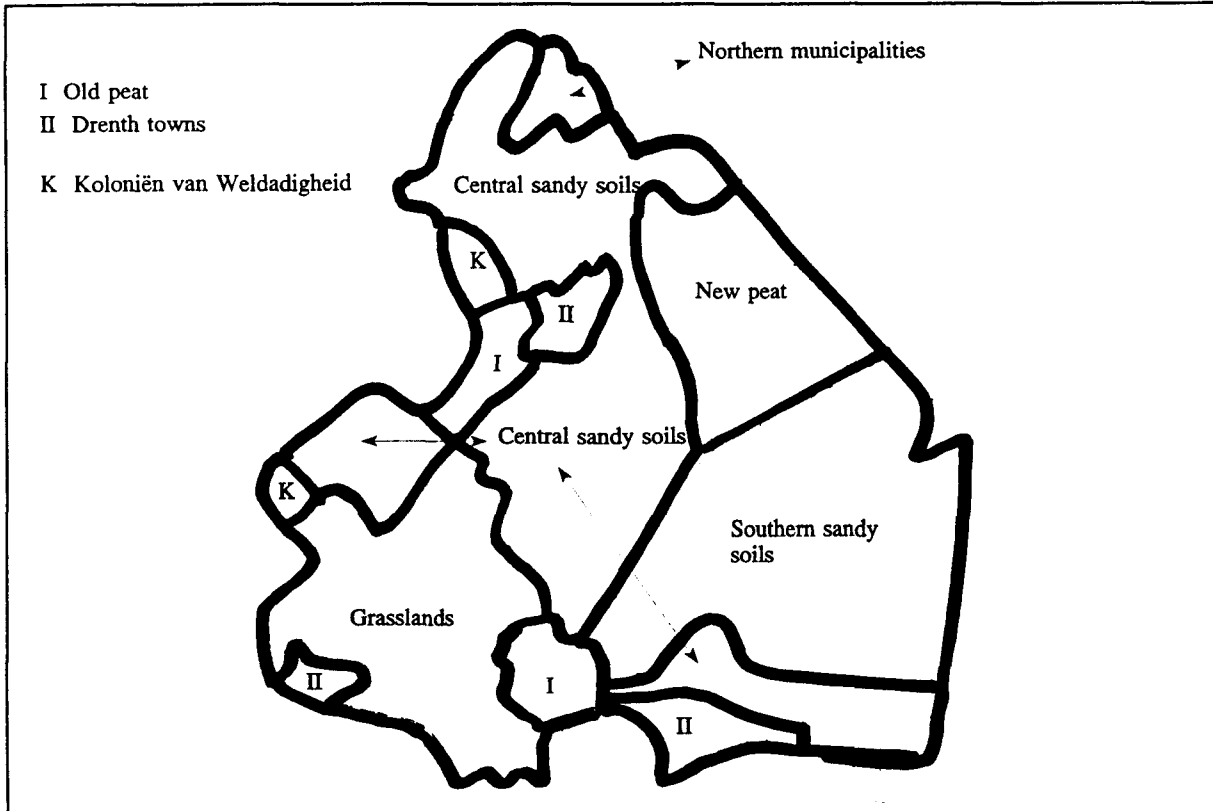 Northern municipalities
I Old peat
II Drenth towns
K Koloniën van Weldadigheid
Central sandy soils
K
New peat
II
I
Central sandy soils
K
Southern sandy
soils
Grasslands
II
I
II